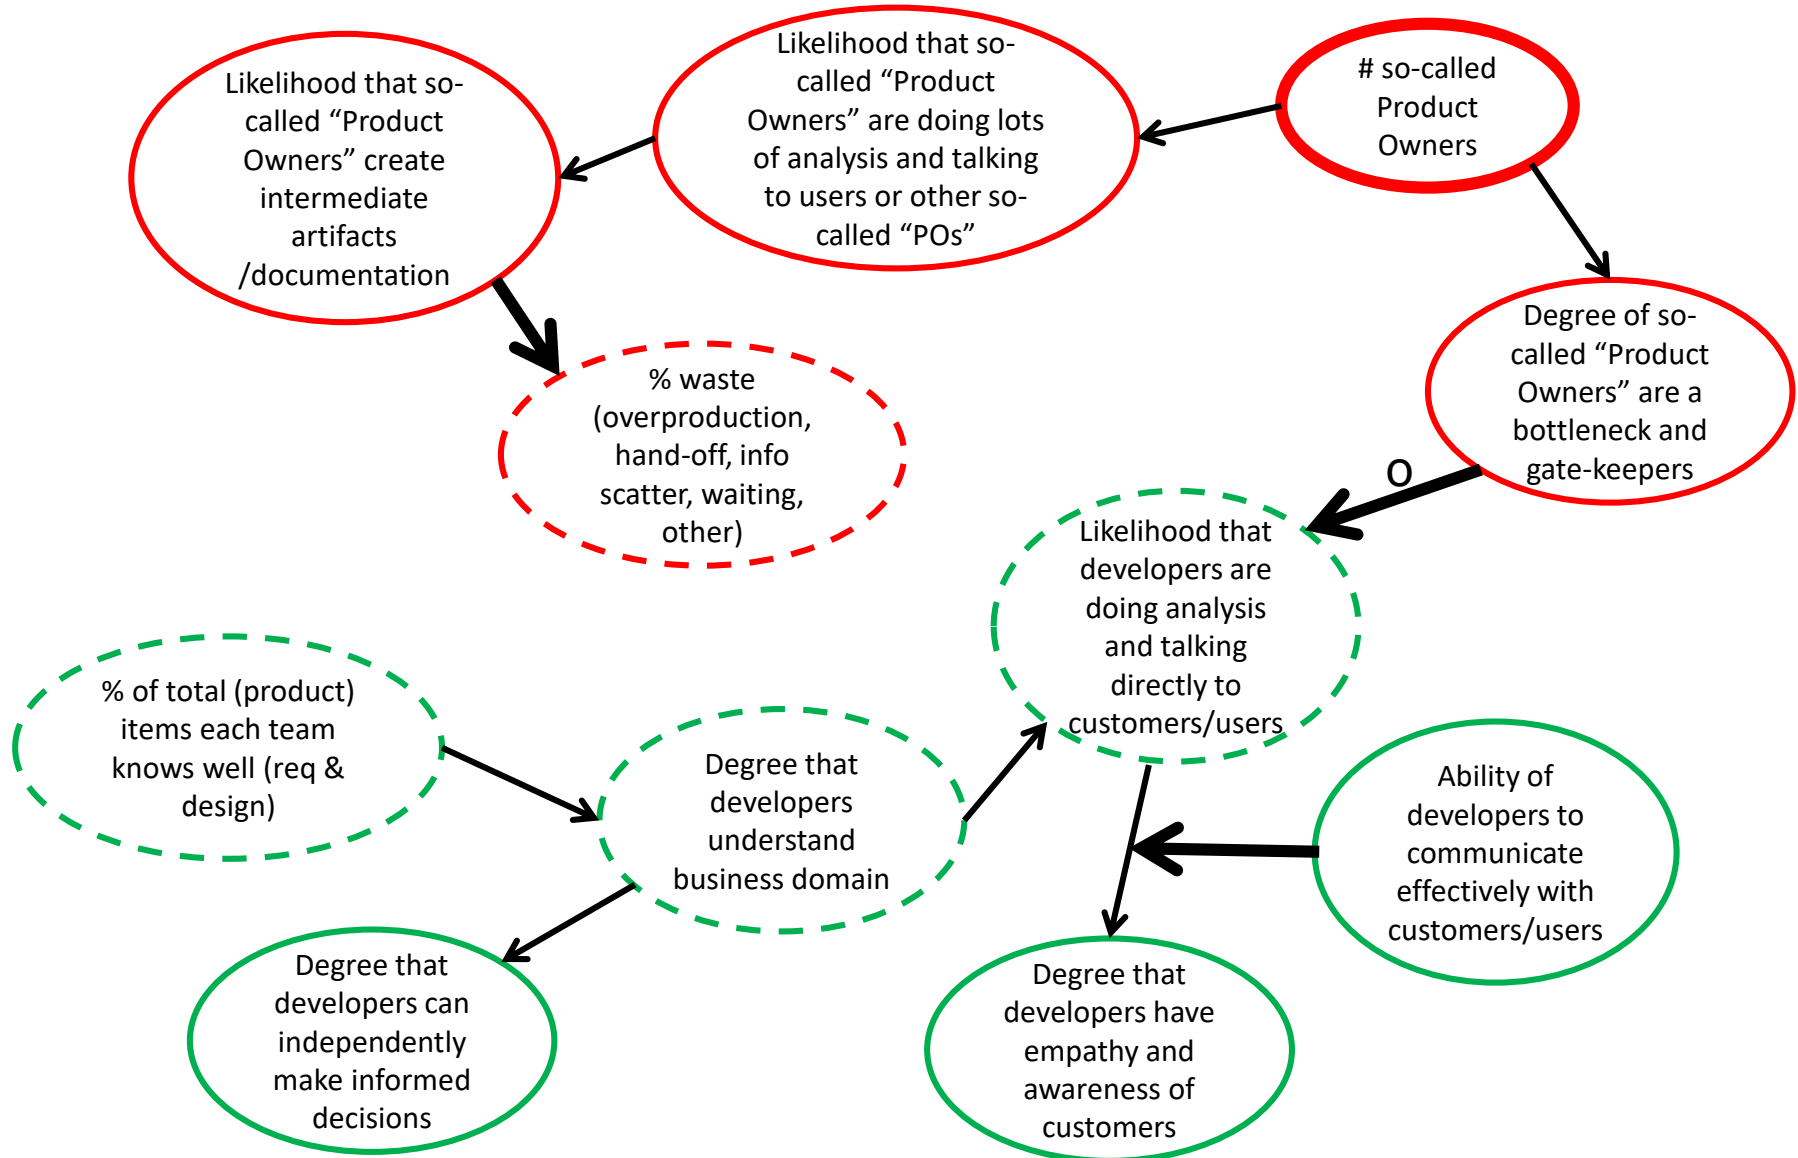 Likelihood that so-
called “Product
Owners” create
intermediate
artifacts
/documentation
Likelihood that so-
called “Product
Owners” are doing lots
of analysis and talking
to users or other so-
called “POs”
# so-called
Product
Owners
% waste
(overproduction,
hand-off, info
scatter, waiting,
other)
Degree of so-
called “Product
Owners” are a
bottleneck and
gate-keepers
O
Likelihood that
developers are
doing analysis
and talking
directly to
customers/users
% of total (product)
items each team
knows well (req &
design)
Degree that
developers
understand
business domain
Ability of
developers to
communicate
effectively with
customers/users
Degree that
developers can
independently
make informed
decisions
Degree that
developers have
empathy and
awareness of
customers